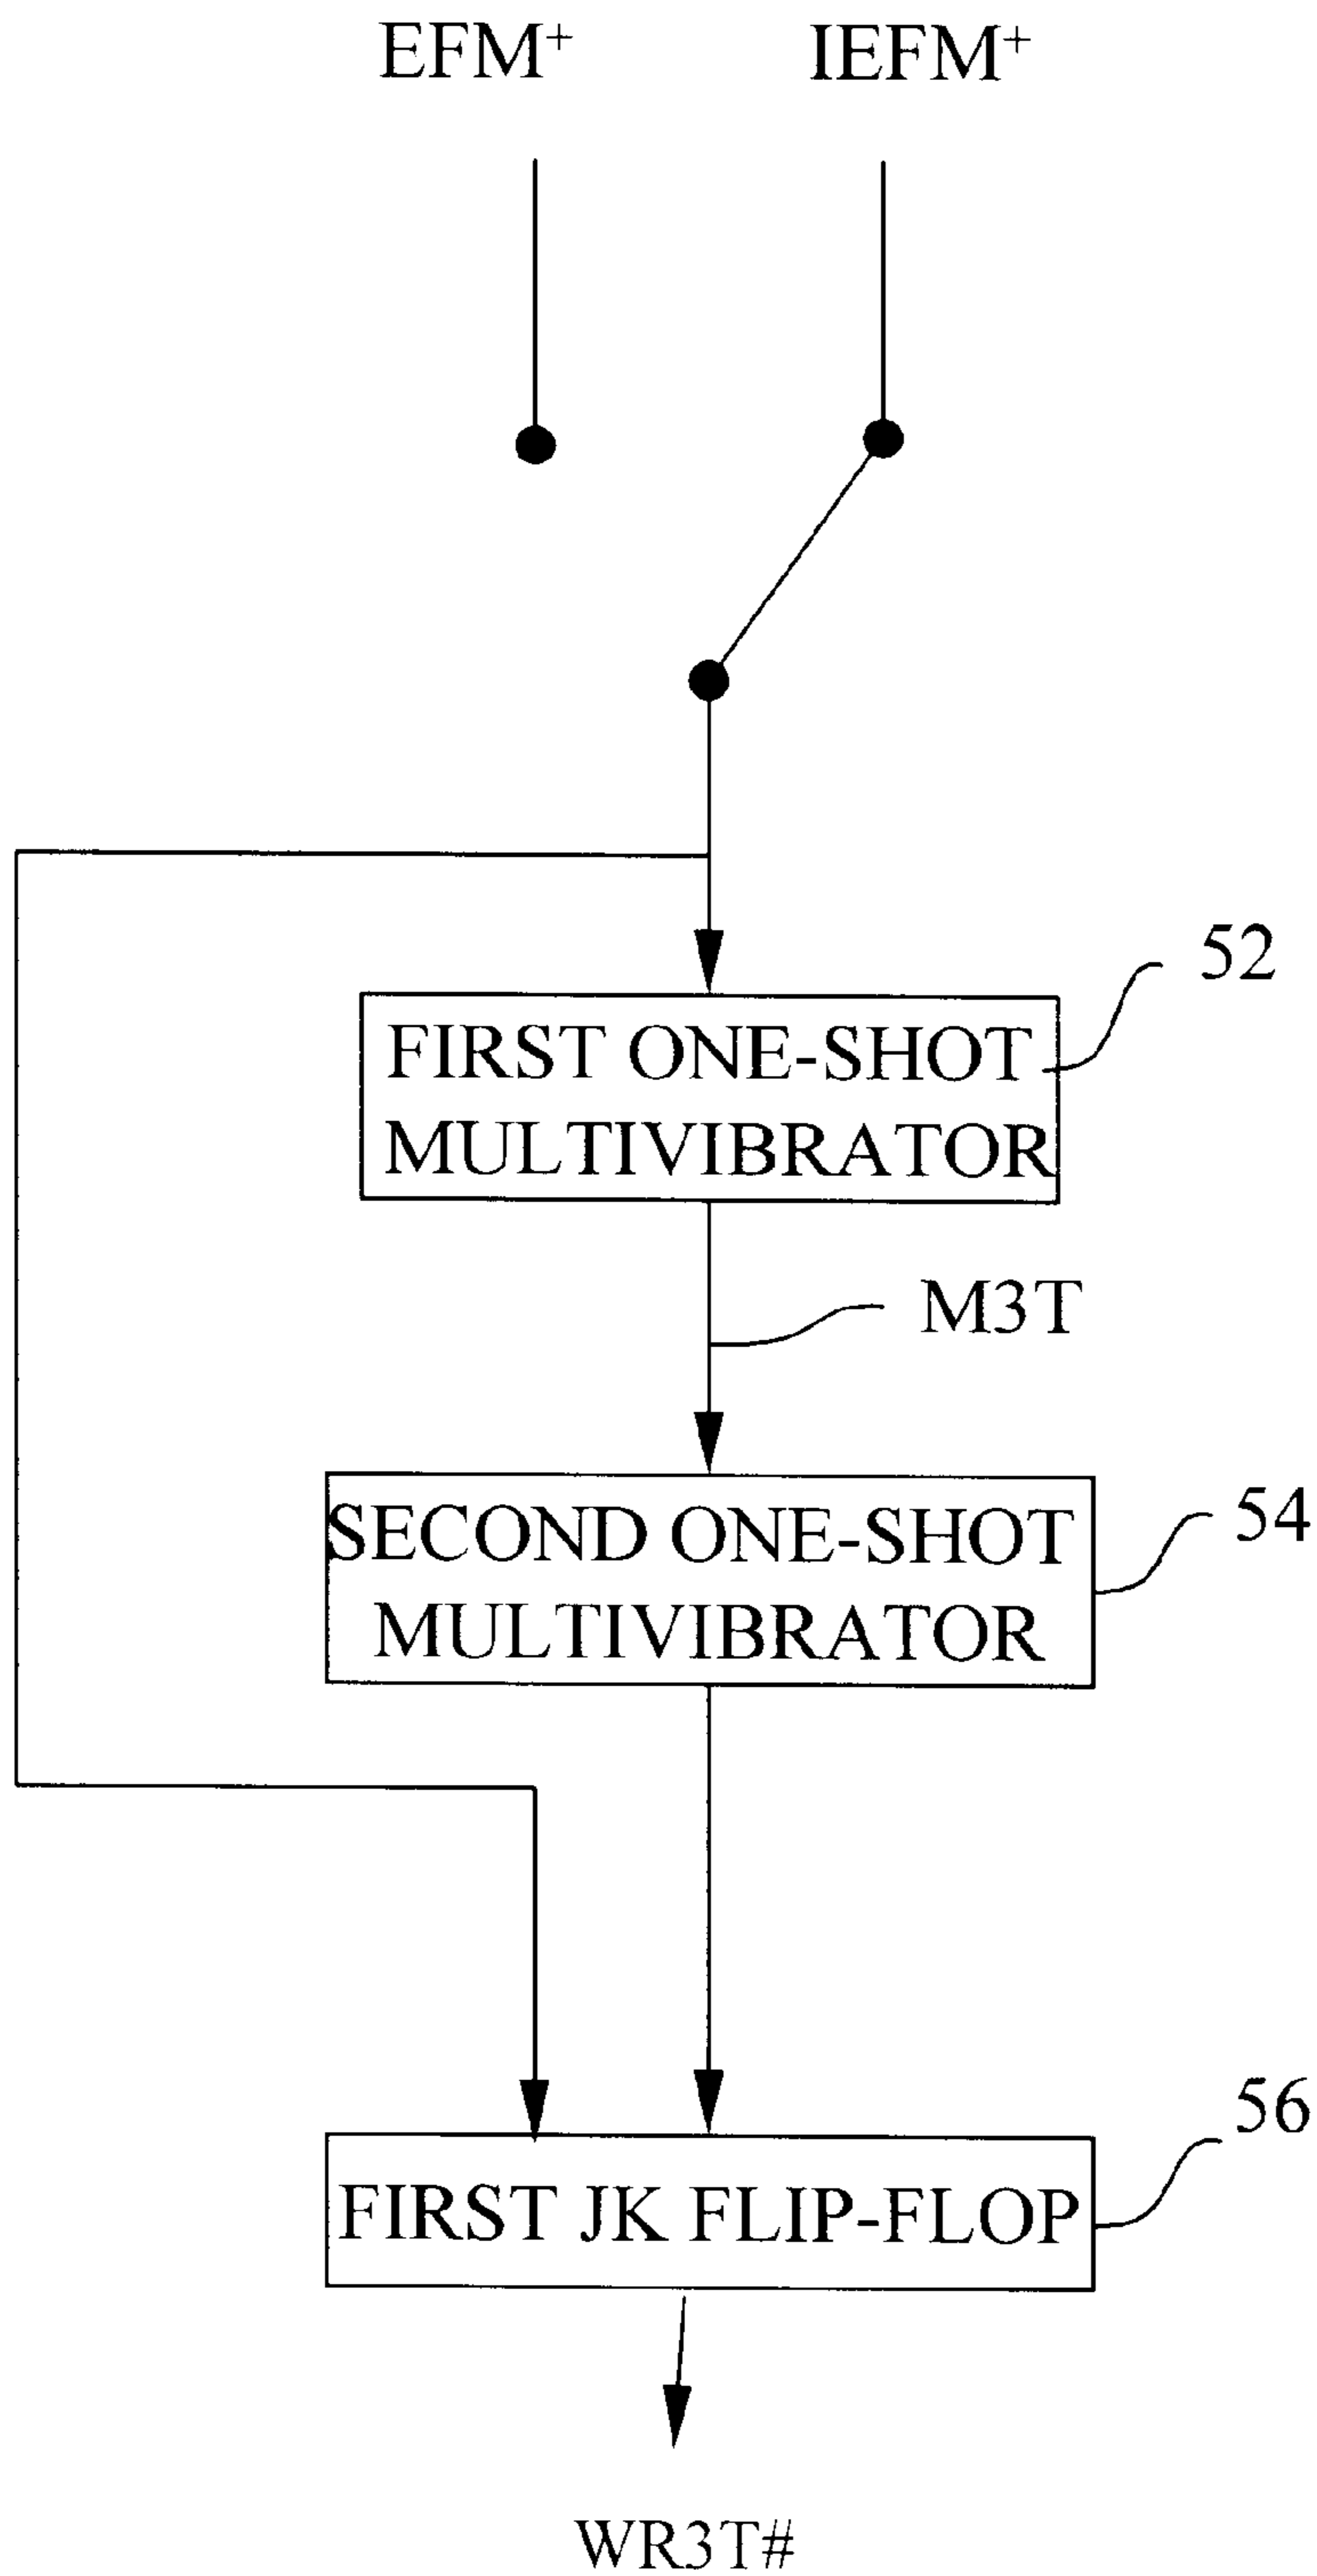 EFM⁺ IEFM⁺
52
FIRST ONE-SHOT
MULTIVIBRATOR
M3T
SECOND ONE-SHOT
MULTIVIBRATOR
54
56
FIRST JK FLIP-FLOP
WR3T#